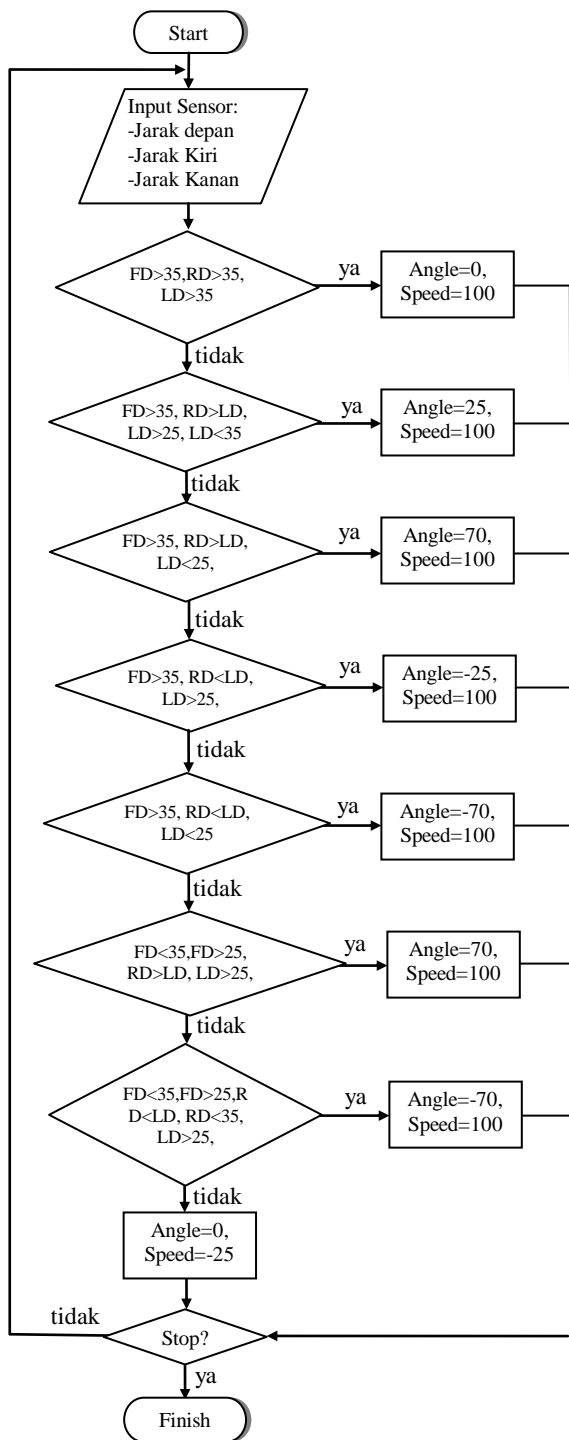 Start
Input Sensor:
-Jarak depan
-Jarak Kiri
-Jarak Kanan
FD>35,RD>35,
LD>35
ya
Angle=0,
Speed=100
tidak
FD>35, RD>LD,
LD>25, LD<35
ya
Angle=25,
Speed=100
tidak
FD>35, RD>LD,
LD<25,
ya
Angle=70,
Speed=100
tidak
FD>35, RD<LD,
LD>25,
ya
Angle=-25,
Speed=100
tidak
FD>35, RD<LD,
LD<25
ya
Angle=-70,
Speed=100
tidak
FD<35,FD>25,
RD>LD, LD>25,
ya
Angle=70,
Speed=100
tidak
FD<35,FD>25,R
D<LD, RD<35,
LD>25,
ya
Angle=-70,
Speed=100
tidak
Angle=0,
Speed=-25
tidak
Stop?
ya
Finish